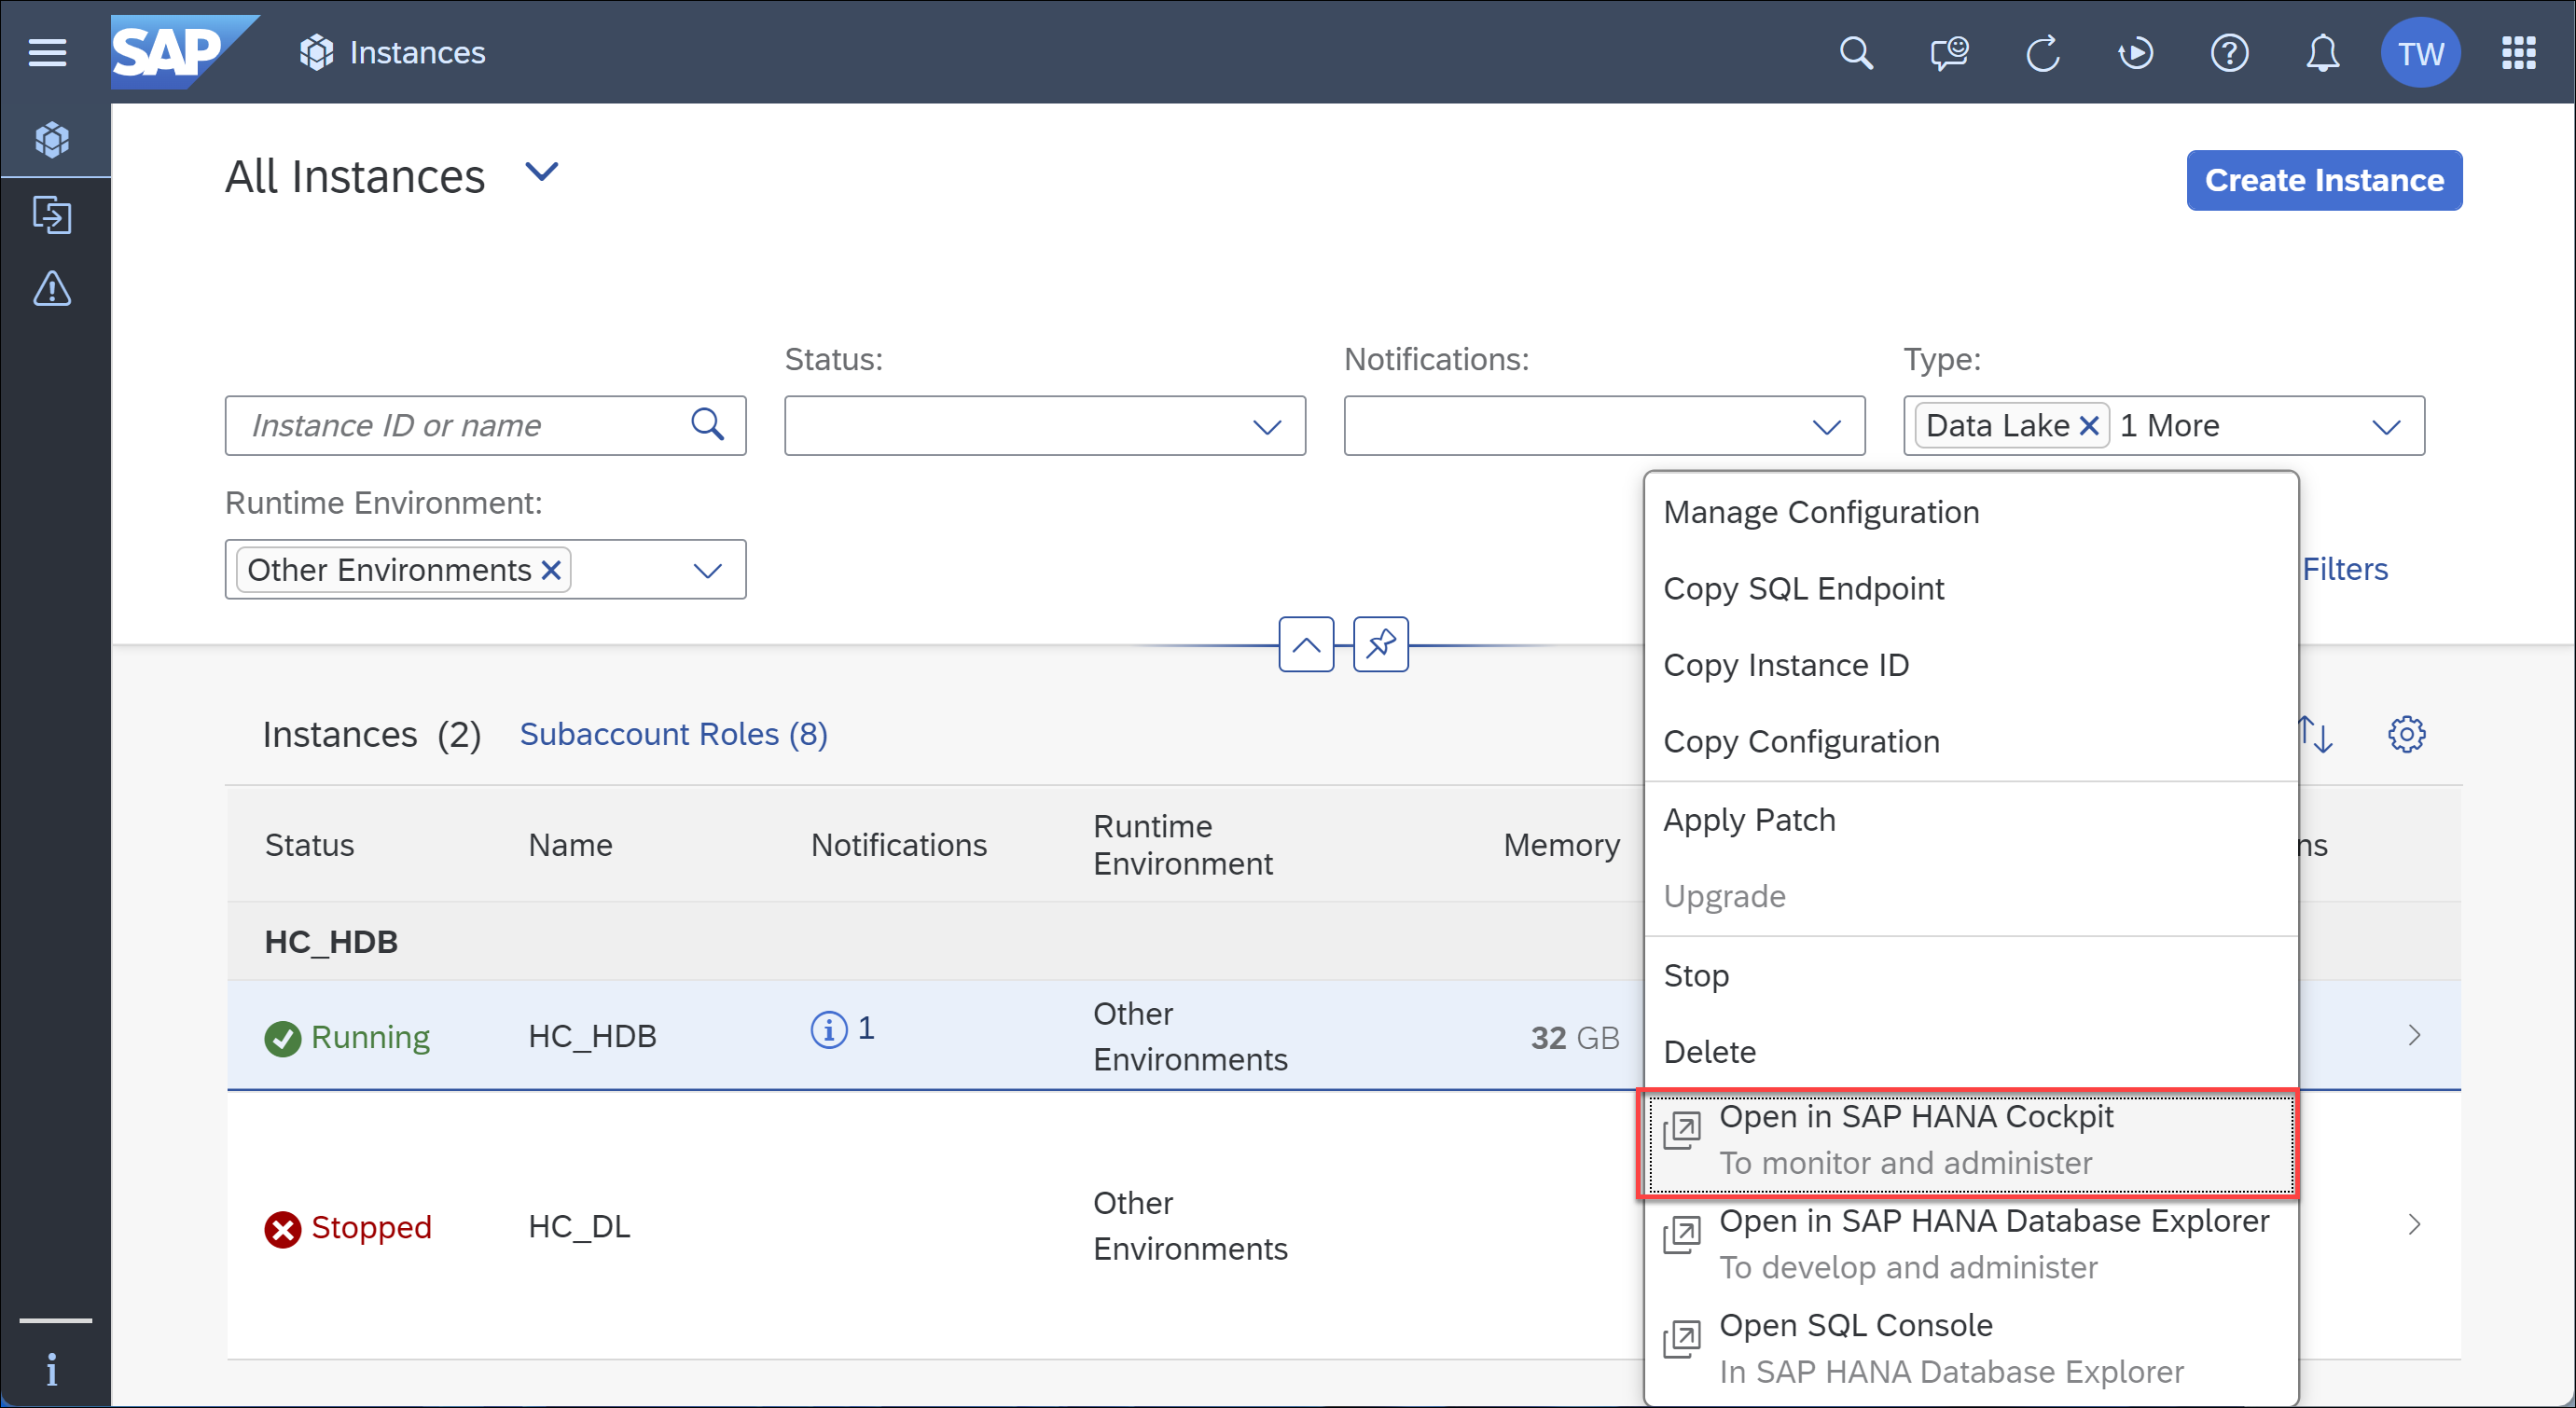 SAP
Instances
TW
All Instances
Create Instance
Status:
Notifications:
Type:
Instance ID or name
Data Lake
1 More
Runtime Environment:
Other Environments
Filters
Manage Configuration
Copy SQL Endpoint
Copy Instance ID
Copy Configuration
Apply Patch
Upgrade
Stop
Delete
Open in SAP HANA Cockpit
To monitor and administer
Open in SAP HANA Database Explorer
To develop and administer
Open SQL Console
In SAP HANA Database Explorer
Instances (2)
Subaccount Roles (8)
Status
Name
Notifications
Runtime
Environment
Memory
ns
HC_HDB
Running
HC_HDB
1
Other
Environments
32 GB
Stopped
HC_DL
Other
Environments